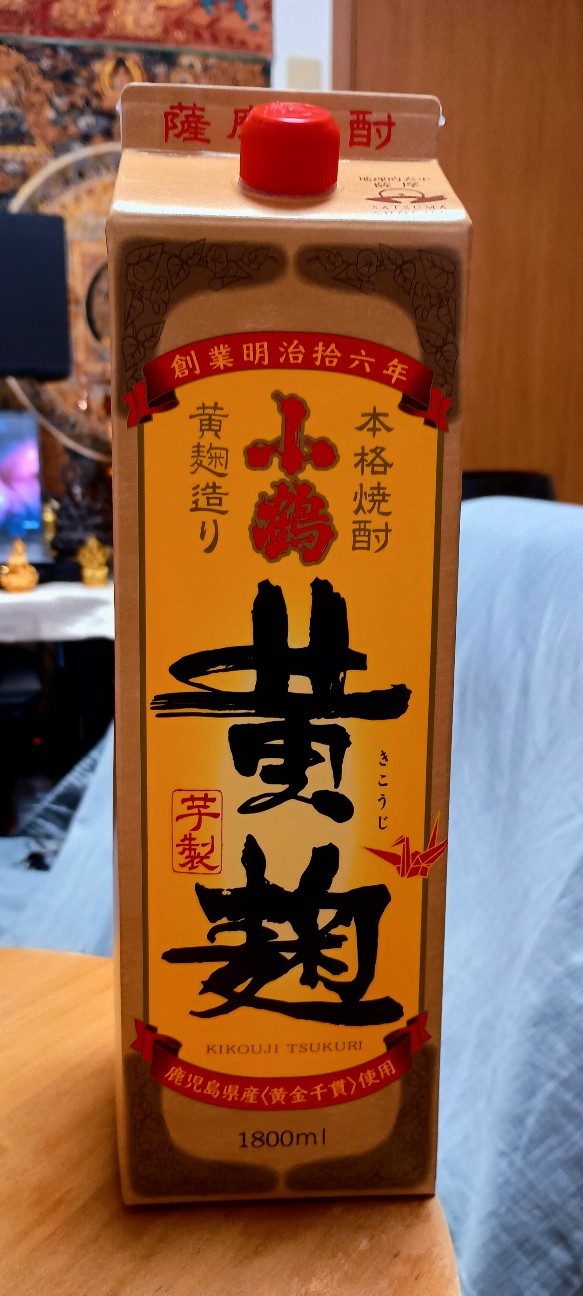 薩摩焼酎
SATSUMA
創業明治拾六年
本格焼酎
小鶴
黄麹造り
黄麹
きこうじ
芋製
KIKOUJI TSUKURI
鹿児島県産〈黄金千貫〉使用
1800ml